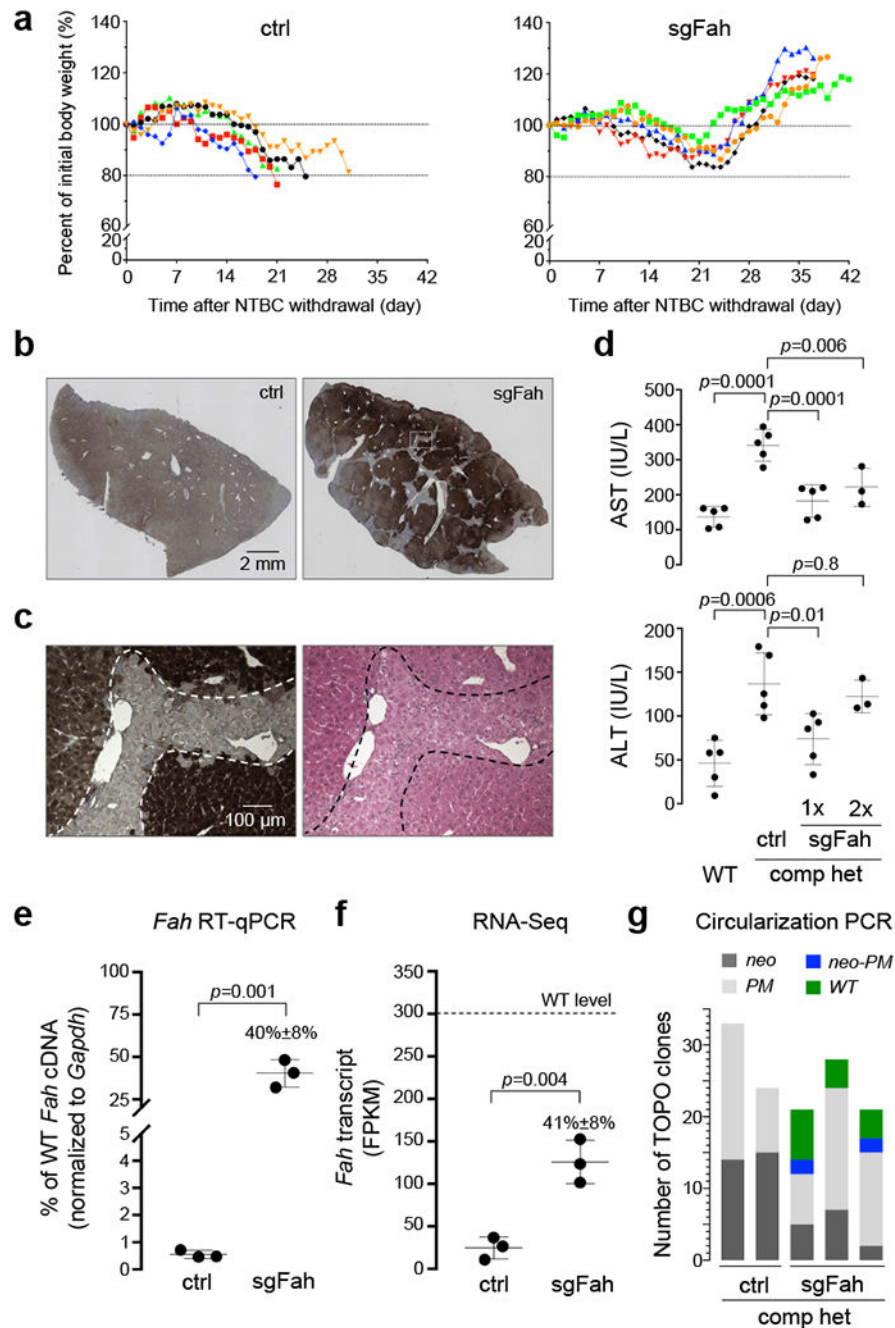 a
ctrl
sgFah
Percent of initial body weight (%)
140
120
100
80
60
20
0
0 7 14 21 28 35 42
Time after NTBC withdrawal (day)
140
120
100
80
60
20
0
0 7 14 21 28 35 42
Time after NTBC withdrawal (day)
b
ctrl
2 mm
sgFah
c
100 µm
d
p=0.006
p=0.0001
p=0.0001
AST (IU/L)
500
400
300
200
100
0
p=0.8
p=0.0006
p=0.01
ALT (IU/L)
200
150
100
50
0
1x 2x
ctrl sgFah
WT comp het
e
Fah RT-qPCR
% of WT Fah cDNA
(normalized to Gapdh)
100
75
50
25
5
4
3
2
1
0
p=0.001
40%±8%
ctrl sgFah
f
RNA-Seq
Fah transcript
(FPKM)
350
300
250
200
150
100
50
0
WT level
p=0.004
41%±8%
ctrl sgFah
g
Circularization PCR
neo neo-PM
PM WT
Number of TOPO clones
30
20
10
0
ctrl sgFah
comp het